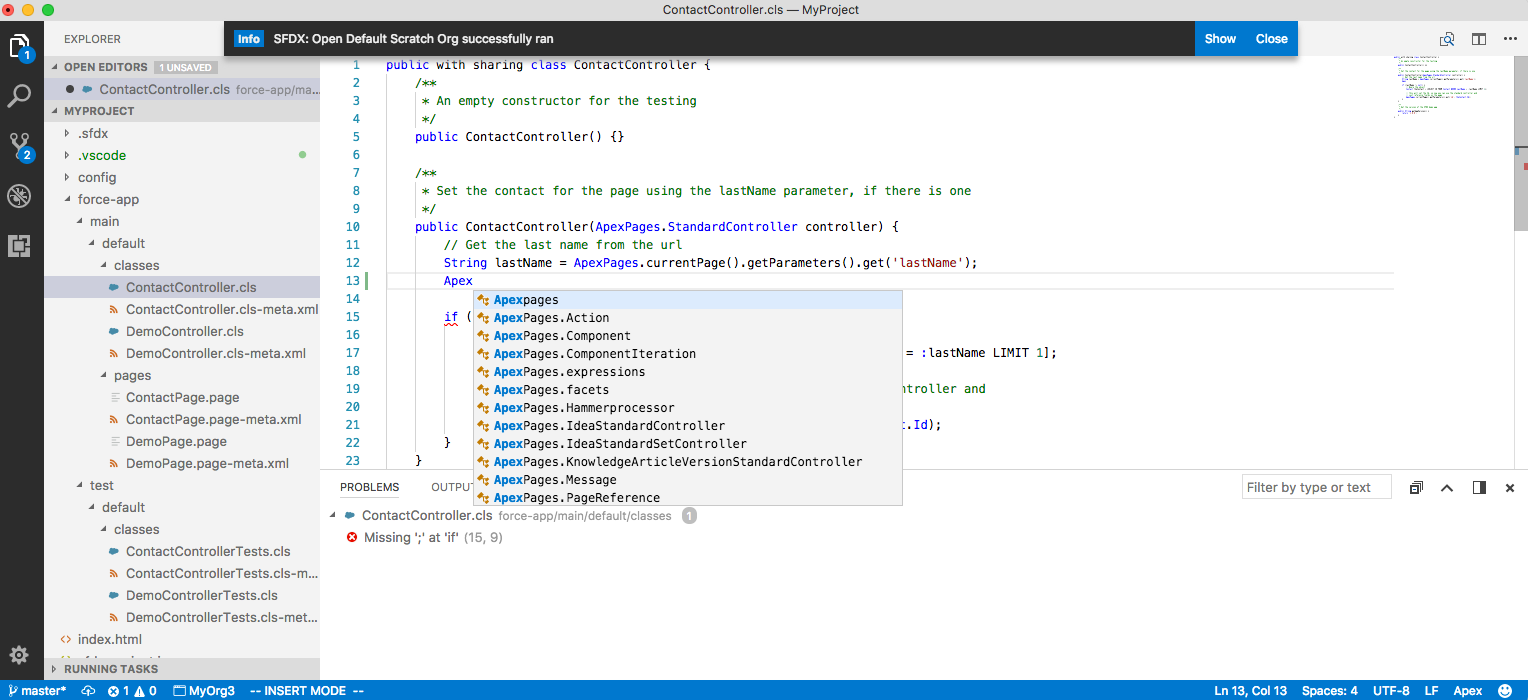 ContactController.cls — MyProject
EXPLORER
Info SFDX: Open Default Scratch Org successfully ran Show Close
OPEN EDITORS 1 UNSAVED
ContactController.cls force-app/ma...
MYPROJECT
.sfdx
.vscode
config
force-app
main
default
classes
ContactController.cls
ContactController.cls-meta.xml
DemoController.cls
DemoController.cls-meta.xml
pages
ContactPage.page
ContactPage.page-meta.xml
DemoPage.page
DemoPage.page-meta.xml
test
default
classes
ContactControllerTests.cls
ContactControllerTests.cls-m...
DemoControllerTests.cls
DemoControllerTests.cls-met...
index.html
RUNNING TASKS
1
2
1 public with sharing class ContactController {
2 /**
3 * An empty constructor for the testing
4 */
5 public ContactController() {}
6
7 /**
8 * Set the contact for the page using the lastName parameter, if there is one
9 */
10 public ContactController(ApexPages.StandardController controller) {
11 // Get the last name from the url
12 String lastName = ApexPages.currentPage().getParameters().get('lastName');
13 Apex
14
15 if (
16
17 = :lastName LIMIT 1];
18
19 ntroller and
20
21 t.Id);
22 }
23 }
Apexpages
ApexPages.Action
ApexPages.Component
ApexPages.ComponentIteration
ApexPages.expressions
ApexPages.facets
ApexPages.Hammerprocessor
ApexPages.IdeaStandardController
ApexPages.IdeaStandardSetController
ApexPages.KnowledgeArticleVersionStandardController
ApexPages.Message
ApexPages.PageReference
PROBLEMS OUTPU Filter by type or text
ContactController.cls force-app/main/default/classes 1
Missing ';' at 'if' (15, 9)
master* 1 0 MyOrg3 -- INSERT MODE -- Ln 13, Col 13 Spaces: 4 UTF-8 LF Apex